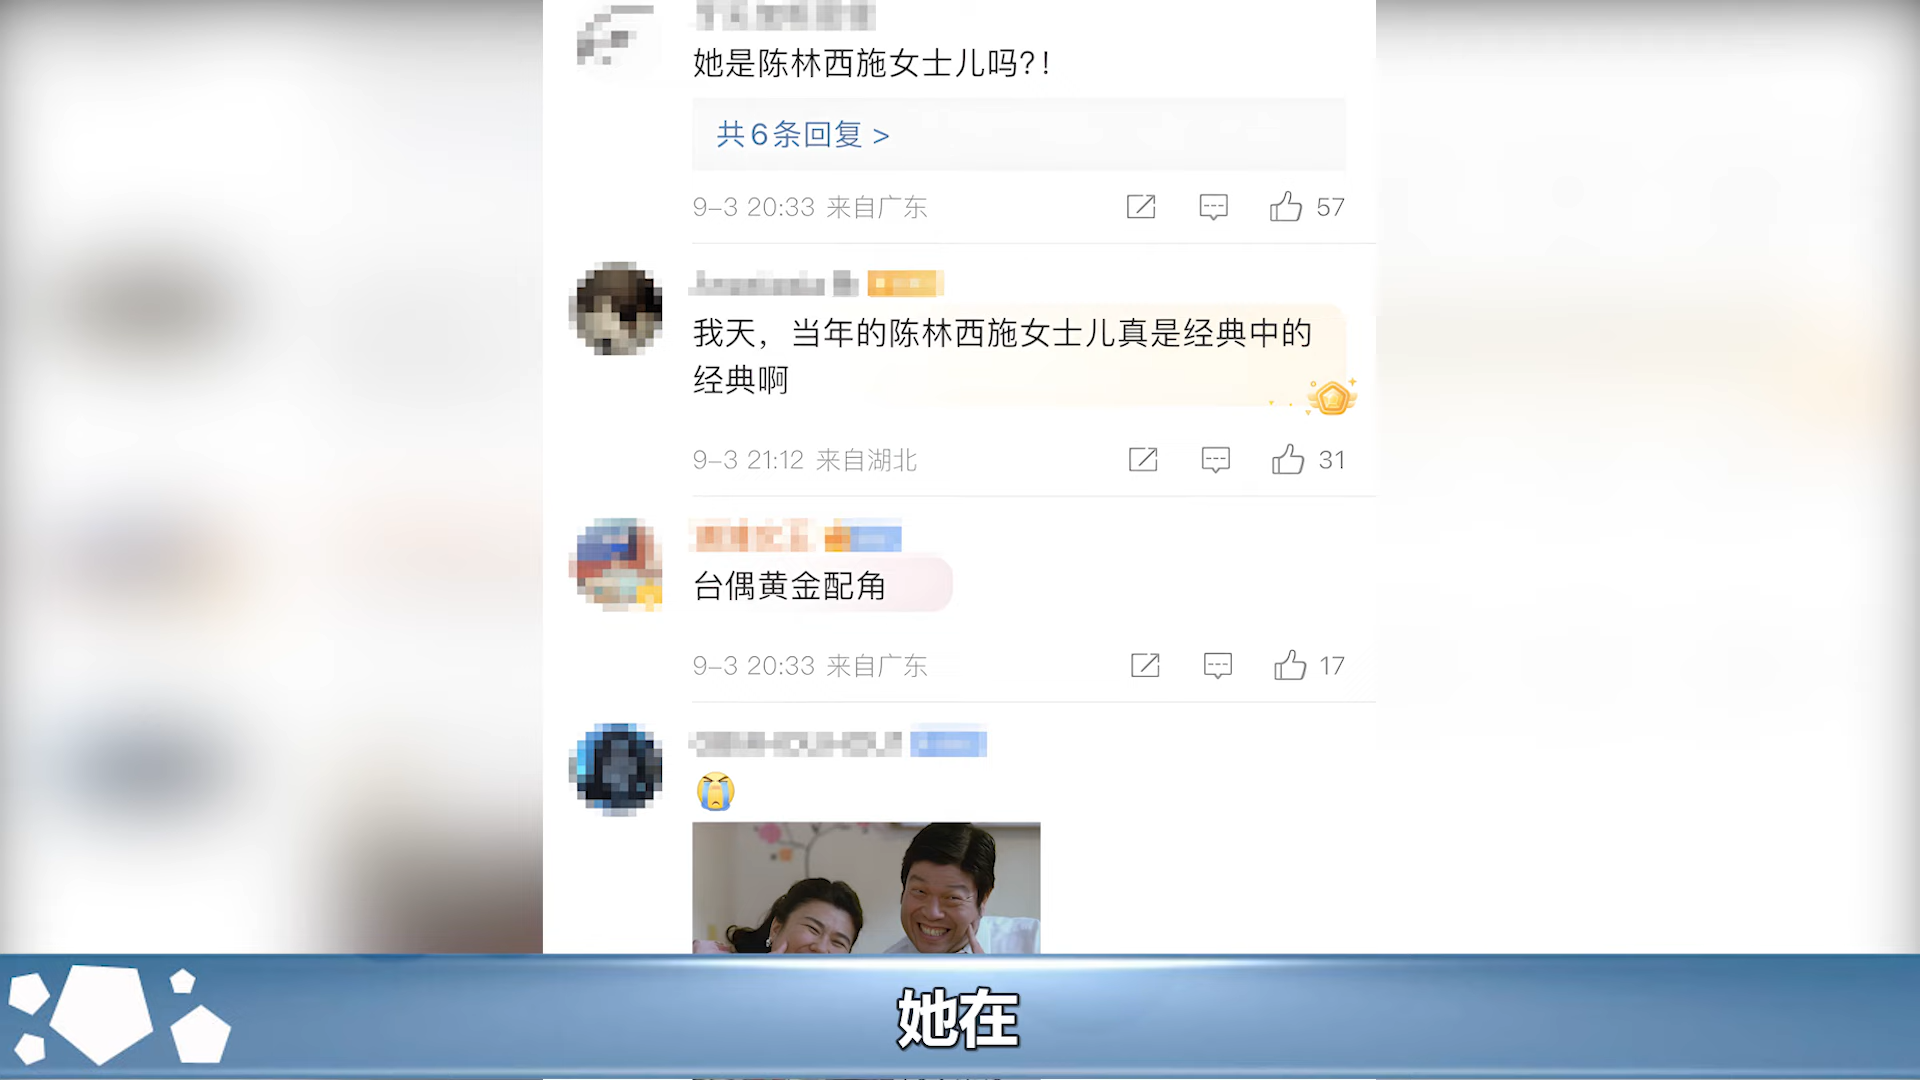 她是陈林西施女士儿吗?!
共6条回复 >
9-3 20:33 来自广东
57
我天，当年的陈林西施女士儿真是经典中的
经典啊
9-3 21:12 来自湖北
31
台偶黄金配角
9-3 20:33 来自广东
17
她在